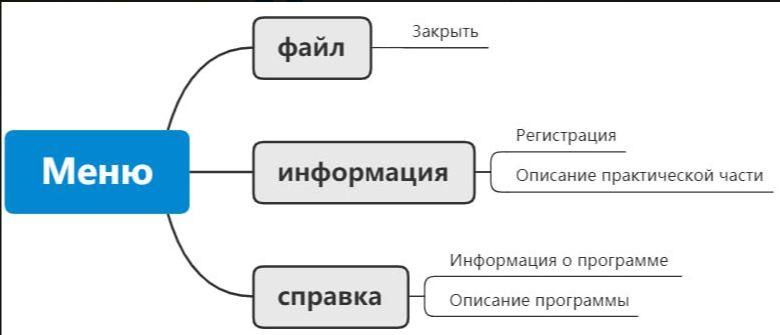 Меню
файл
Закрыть
информация
Регистрация
Описание практической части
справка
Информация о программе
Описание программы